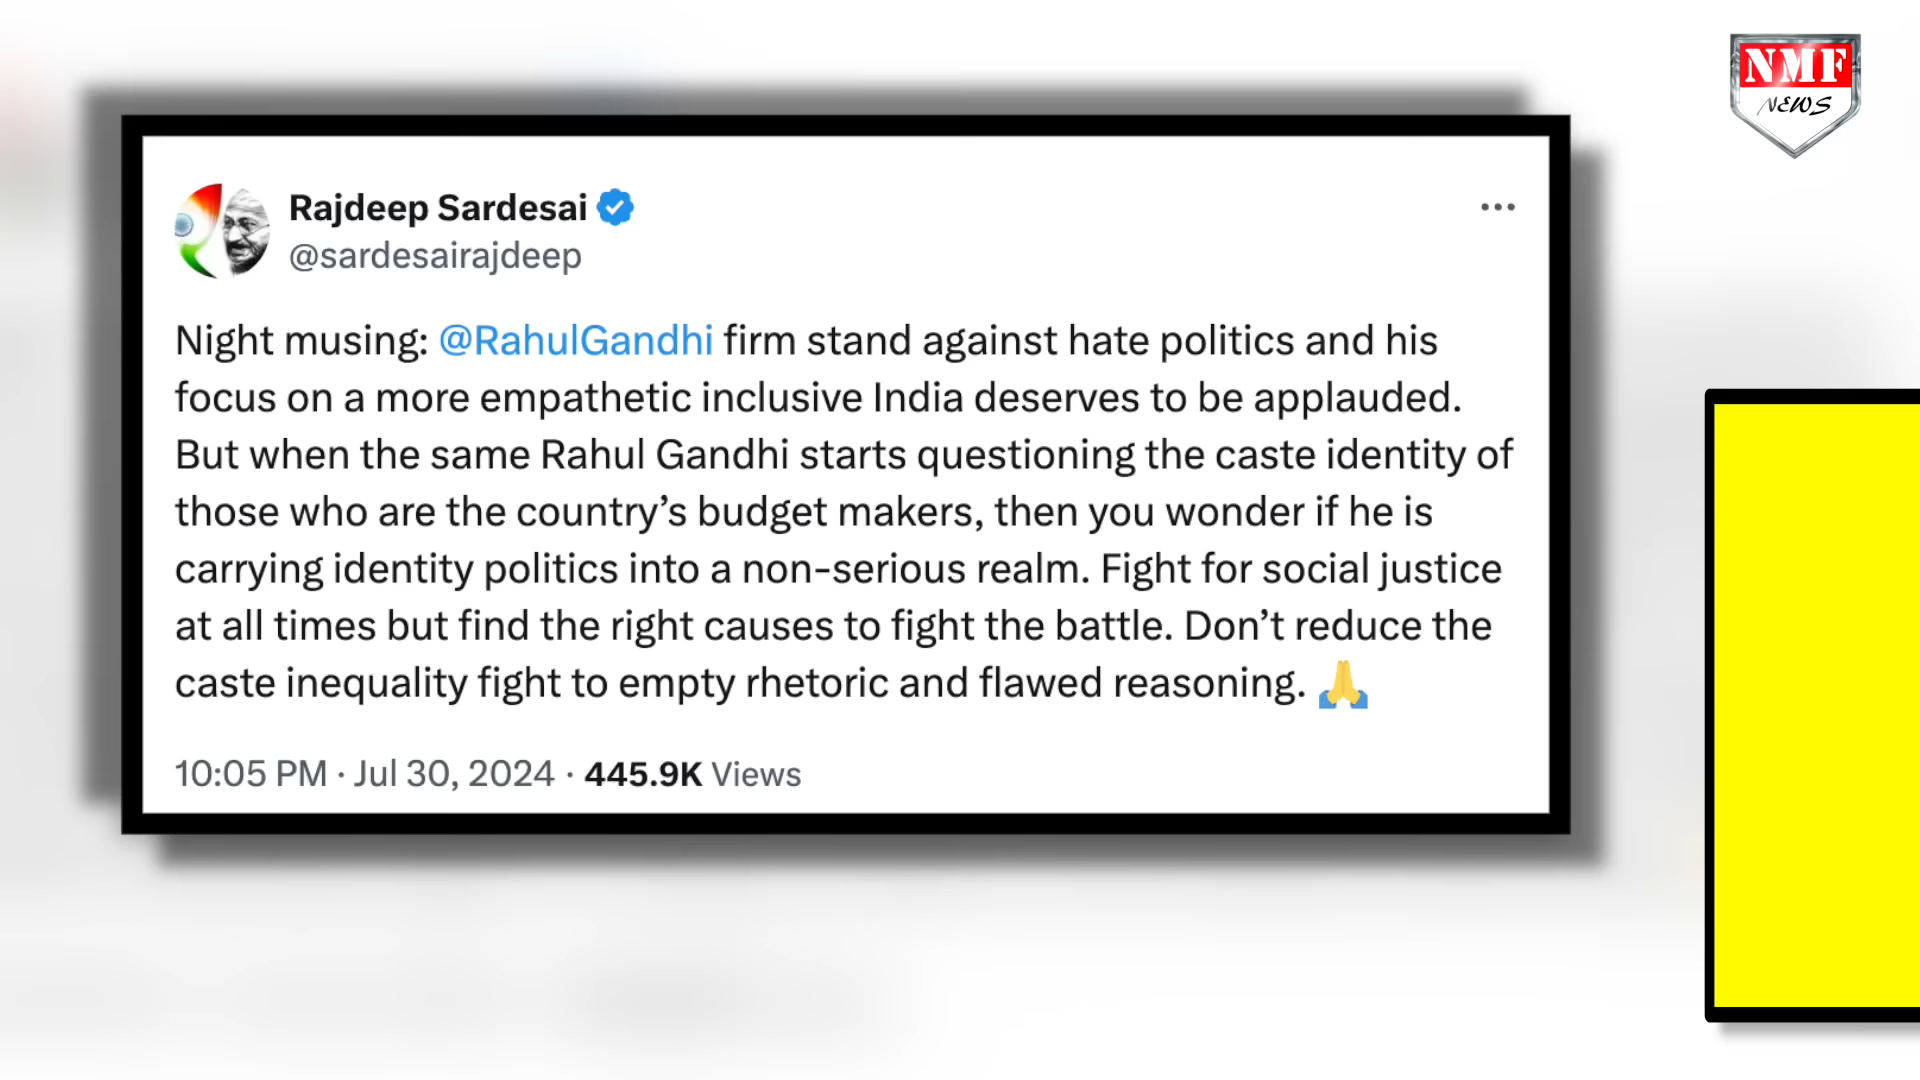 NMF
NEWS
Rajdeep Sardesai
@sardesairajdeep
Night musing: @RahulGandhi firm stand against hate politics and his
focus on a more empathetic inclusive India deserves to be applauded.
But when the same Rahul Gandhi starts questioning the caste identity of
those who are the country’s budget makers, then you wonder if he is
carrying identity politics into a non-serious realm. Fight for social justice
at all times but find the right causes to fight the battle. Don’t reduce the
caste inequality fight to empty rhetoric and flawed reasoning. 🙏
10:05 PM · Jul 30, 2024 · 445.9K Views